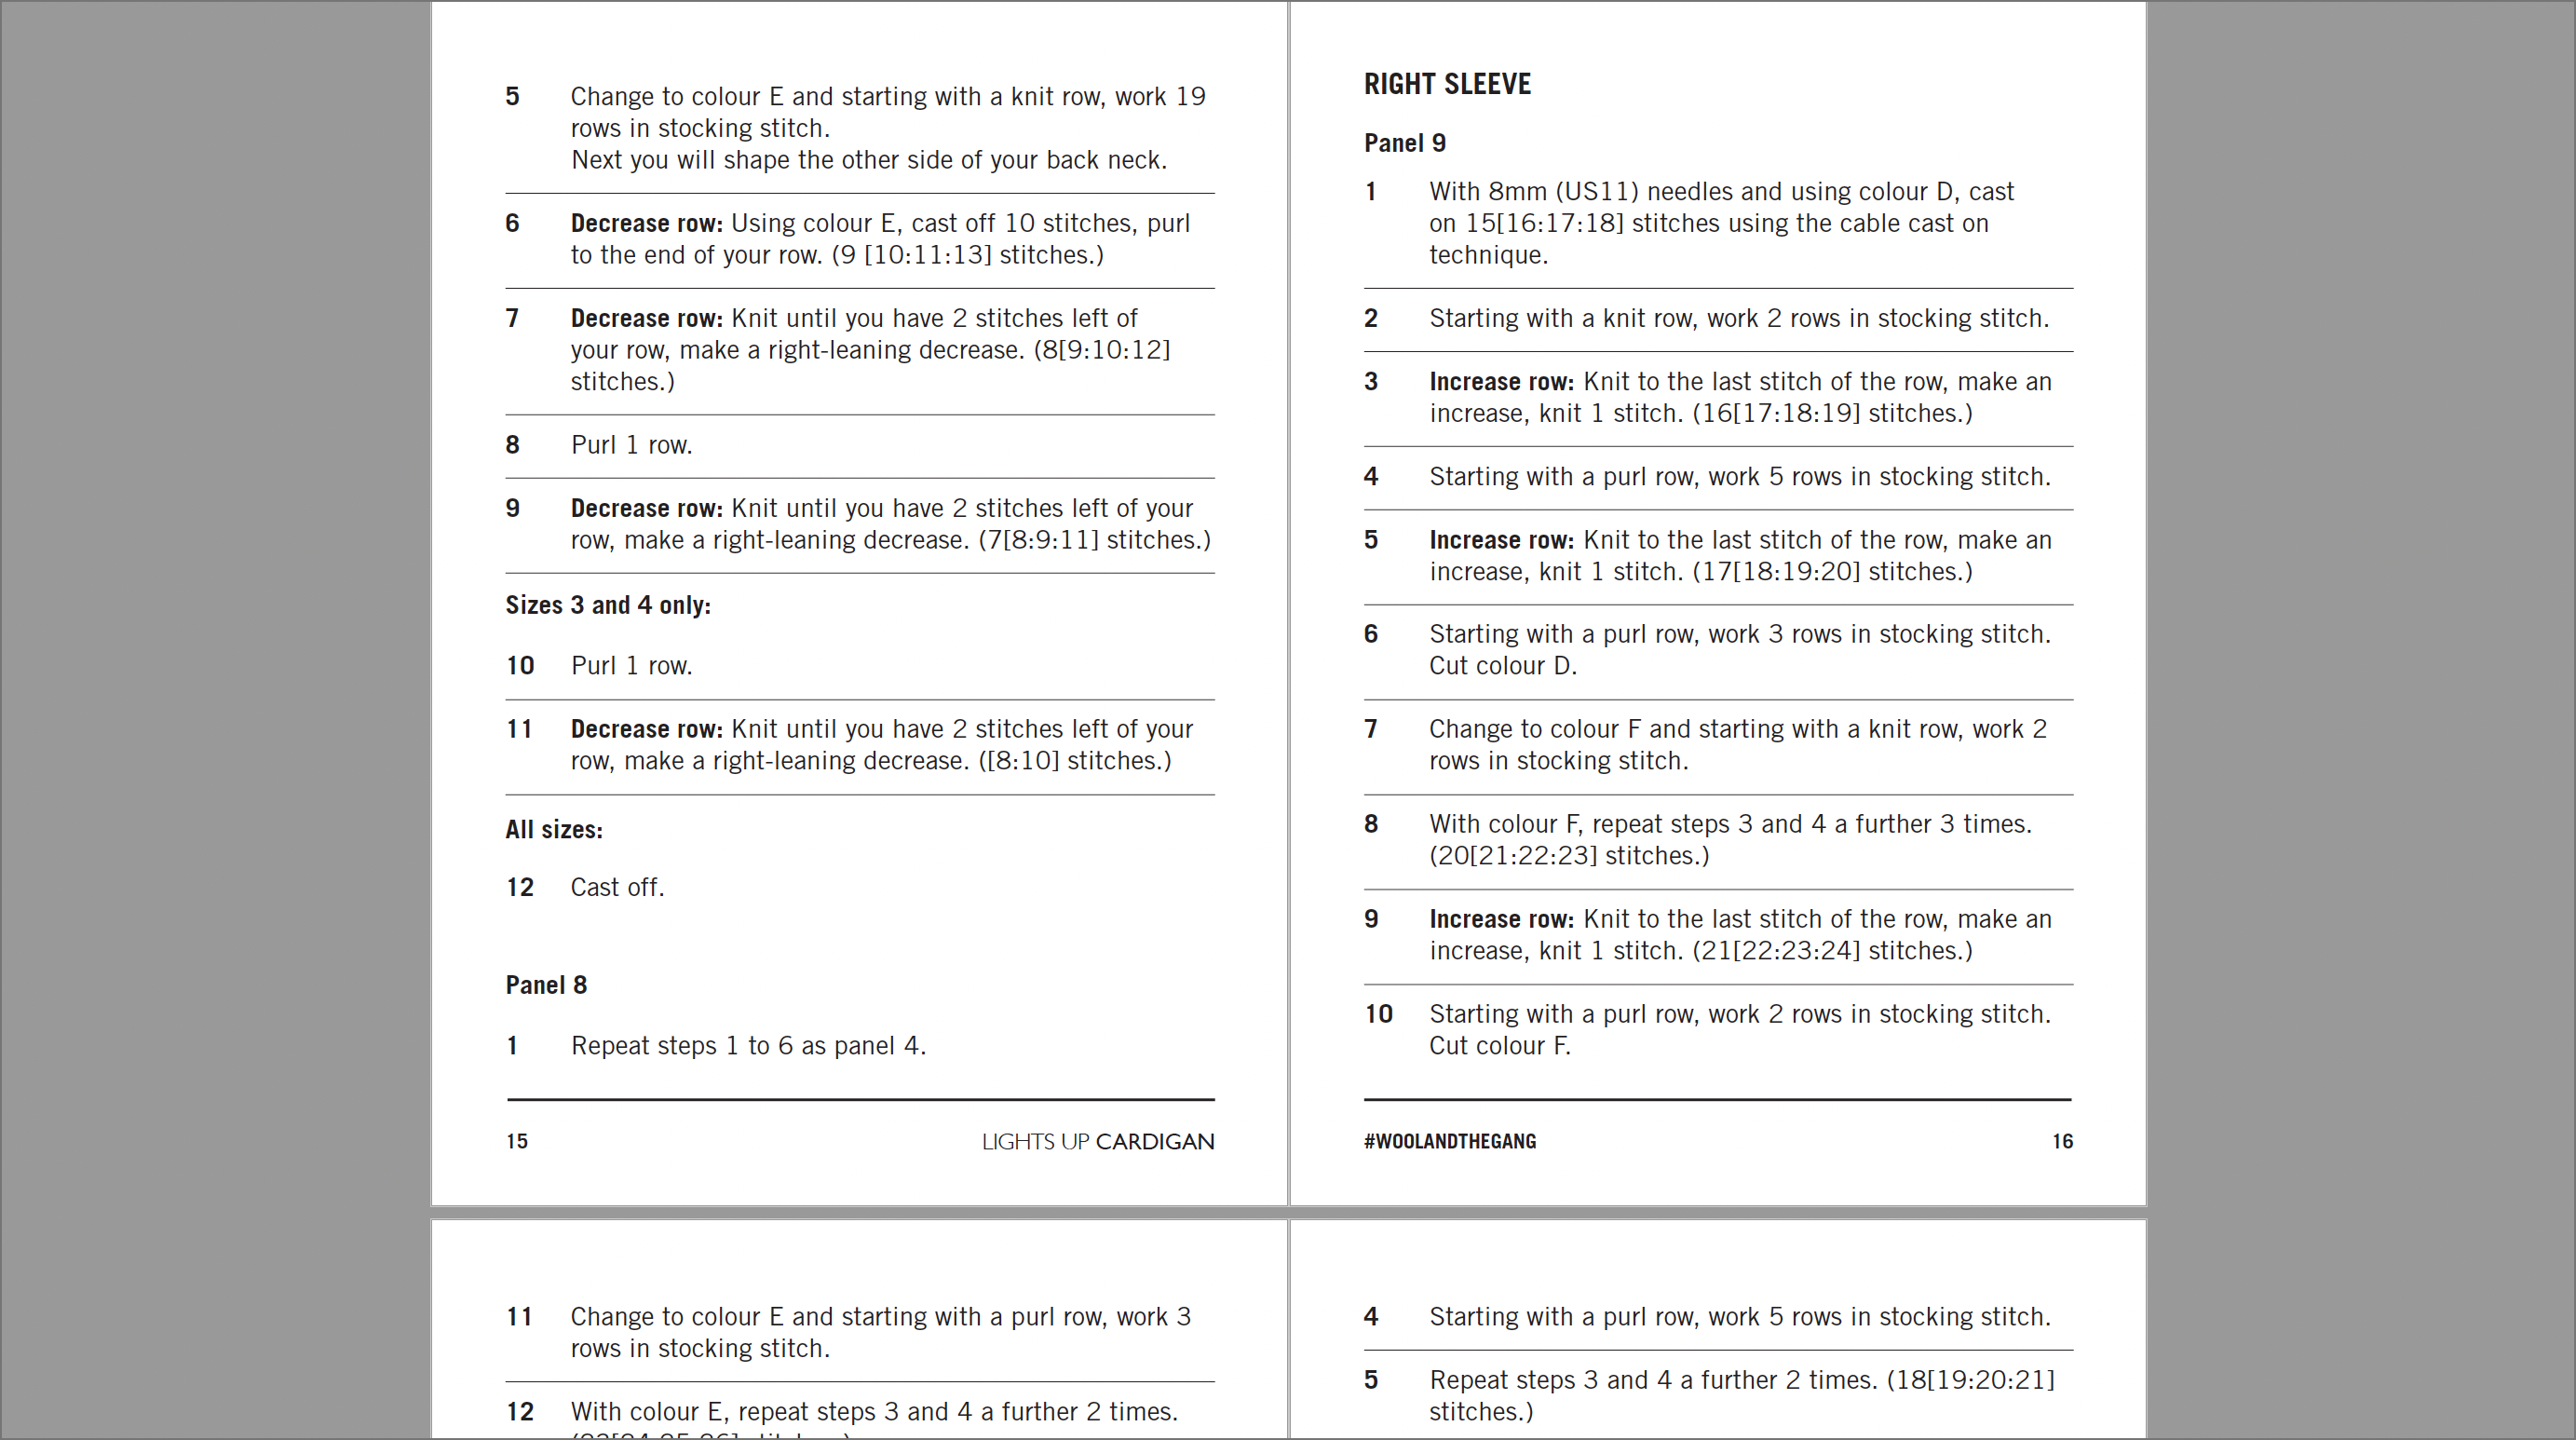 5 Change to colour E and starting with a knit row, work 19
rows in stocking stitch.
Next you will shape the other side of your back neck.
6 Decrease row: Using colour E, cast off 10 stitches, purl
to the end of your row. (9 [10:11:13] stitches.)
7 Decrease row: Knit until you have 2 stitches left of
your row, make a right-leaning decrease. (8[9:10:12]
stitches.)
8 Purl 1 row.
9 Decrease row: Knit until you have 2 stitches left of your
row, make a right-leaning decrease. (7[8:9:11] stitches.)
Sizes 3 and 4 only:
10 Purl 1 row.
11 Decrease row: Knit until you have 2 stitches left of your
row, make a right-leaning decrease. ([8:10] stitches.)
All sizes:
12 Cast off.
Panel 8
1 Repeat steps 1 to 6 as panel 4.
15 LIGHTS UP CARDIGAN
RIGHT SLEEVE
Panel 9
1 With 8mm (US11) needles and using colour D, cast
on 15[16:17:18] stitches using the cable cast on
technique.
2 Starting with a knit row, work 2 rows in stocking stitch.
3 Increase row: Knit to the last stitch of the row, make an
increase, knit 1 stitch. (16[17:18:19] stitches.)
4 Starting with a purl row, work 5 rows in stocking stitch.
5 Increase row: Knit to the last stitch of the row, make an
increase, knit 1 stitch. (17[18:19:20] stitches.)
6 Starting with a purl row, work 3 rows in stocking stitch.
Cut colour D.
7 Change to colour F and starting with a knit row, work 2
rows in stocking stitch.
8 With colour F, repeat steps 3 and 4 a further 3 times.
(20[21:22:23] stitches.)
9 Increase row: Knit to the last stitch of the row, make an
increase, knit 1 stitch. (21[22:23:24] stitches.)
10 Starting with a purl row, work 2 rows in stocking stitch.
Cut colour F.
#WOOLANDTHEGANG 16
11 Change to colour E and starting with a purl row, work 3
rows in stocking stitch.
12 With colour E, repeat steps 3 and 4 a further 2 times.
4 Starting with a purl row, work 5 rows in stocking stitch.
5 Repeat steps 3 and 4 a further 2 times. (18[19:20:21]
stitches.)